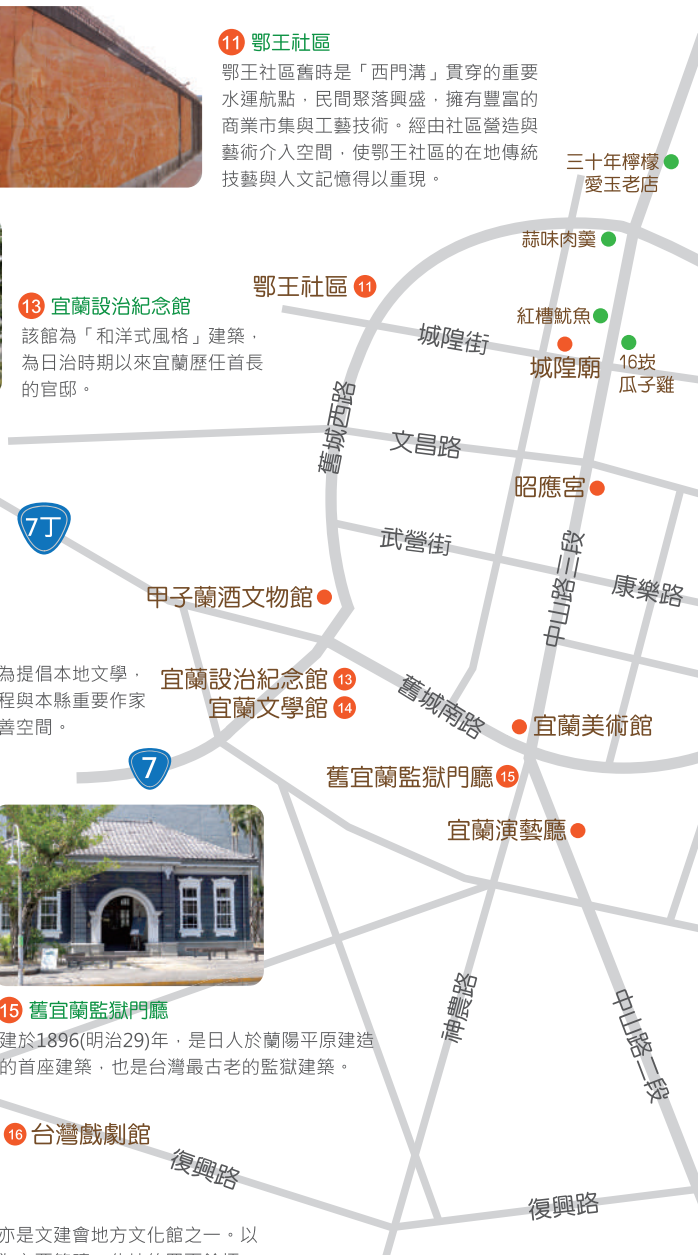 11 鄂王社區
鄂王社區舊時是「西門溝」貫穿的重要
水運航點，民間聚落興盛，擁有豐富的
商業市集與工藝技術。經由社區營造與
藝術介入空間，使鄂王社區的在地傳統
技藝與人文記憶得以重現。
三十年檸檬
愛玉老店
蒜味肉羹
鄂王社區 11
13 宜蘭設治紀念館
該館為「和洋式風格」建築，
為日治時期以來宜蘭歷任首長
的官邸。
紅糟魷魚
城隍街
城隍廟
16崁
瓜子雞
舊城西路
文昌路
昭應宮
7丁
武營街
中山路三段
康樂路
甲子蘭酒文物館
為提倡本地文學，
程與本縣重要作家
善空間。
宜蘭設治紀念館 13
宜蘭文學館 14
舊城南路
宜蘭美術館
7
舊宜蘭監獄門廳 15
宜蘭演藝廳
15 舊宜蘭監獄門廳
建於1896(明治29)年，是日人於蘭陽平原建造
的首座建築，也是台灣最古老的監獄建築。
神農路
中山路二段
16 台灣戲劇館
復興路
復興路
亦是文建會地方文化館之一。以